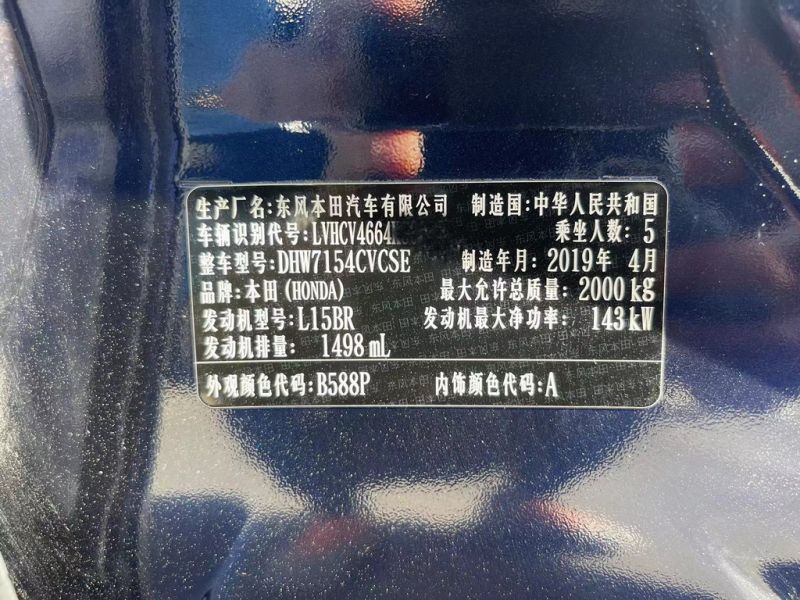 生产厂名:东风本田汽车有限公司 制造国:中华人民共和国
车辆识别代号:LVHCV4664 乘坐人数: 5
整车型号:DHW7154CVCSE 制造年月: 2019年 4月
品牌:本田(HONDA) 最大允许总质量: 2000 kg
发动机型号:L15BR 发动机最大净功率: 143 kW
发动机排量: 1498 mL
外观颜色代码:B588P 内饰颜色代码:A